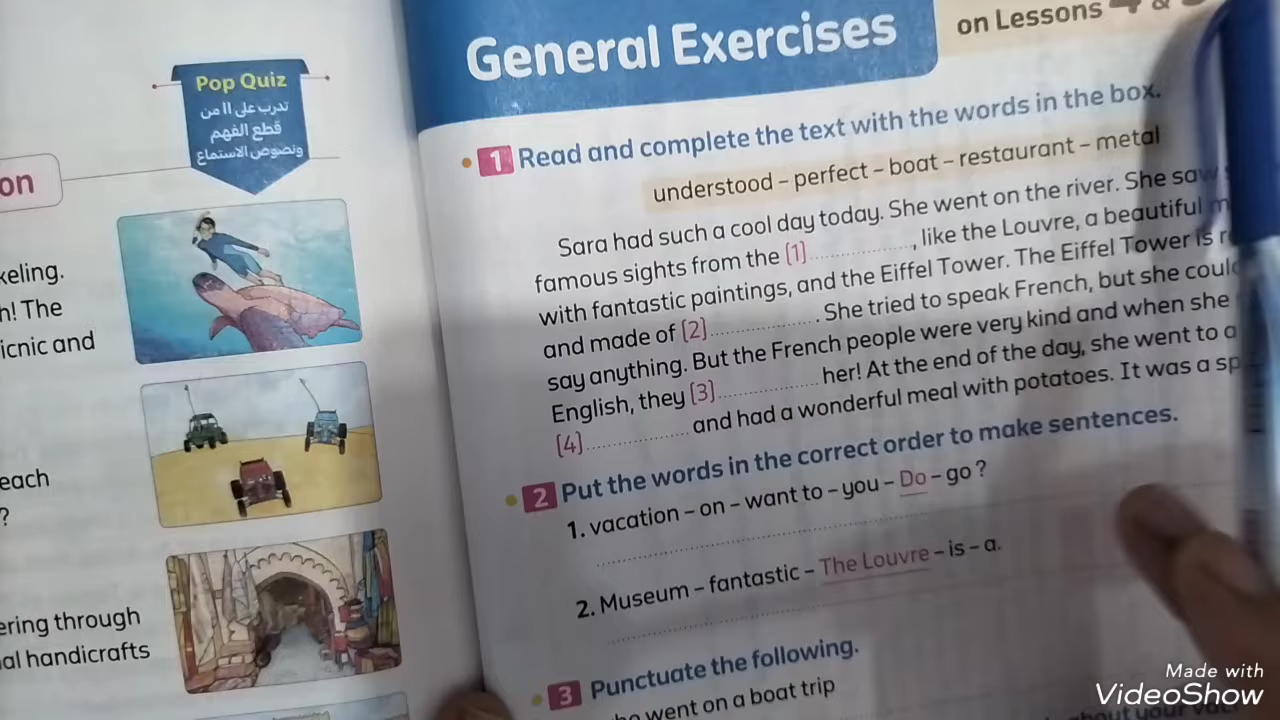 Pop Quiz
تدرب على ١١ من
قطع الفهم
ونصوص الاستماع
on
keling.
h! The
icnic and
each
?
ering through
al handicrafts
General Exercises
on Lessons 4 &
1 Read and complete the text with the words in the box.
understood – perfect – boat – restaurant – metal
Sara had such a cool day today. She went on the river. She saw
famous sights from the [1] ............... , like the Louvre, a beautiful
with fantastic paintings, and the Eiffel Tower. The Eiffel Tower is
and made of [2] ............... . She tried to speak French, but she could
say anything. But the French people were very kind and when she
English, they [3] ............... her! At the end of the day, she went to a
[4] ............... and had a wonderful meal with potatoes. It was a sp
2 Put the words in the correct order to make sentences.
1. vacation – on – want to – you – Do – go ?
2. Museum – fantastic – The Louvre – is – a.
3 Punctuate the following.
went on a boat trip
about your
Made with
VideoShow